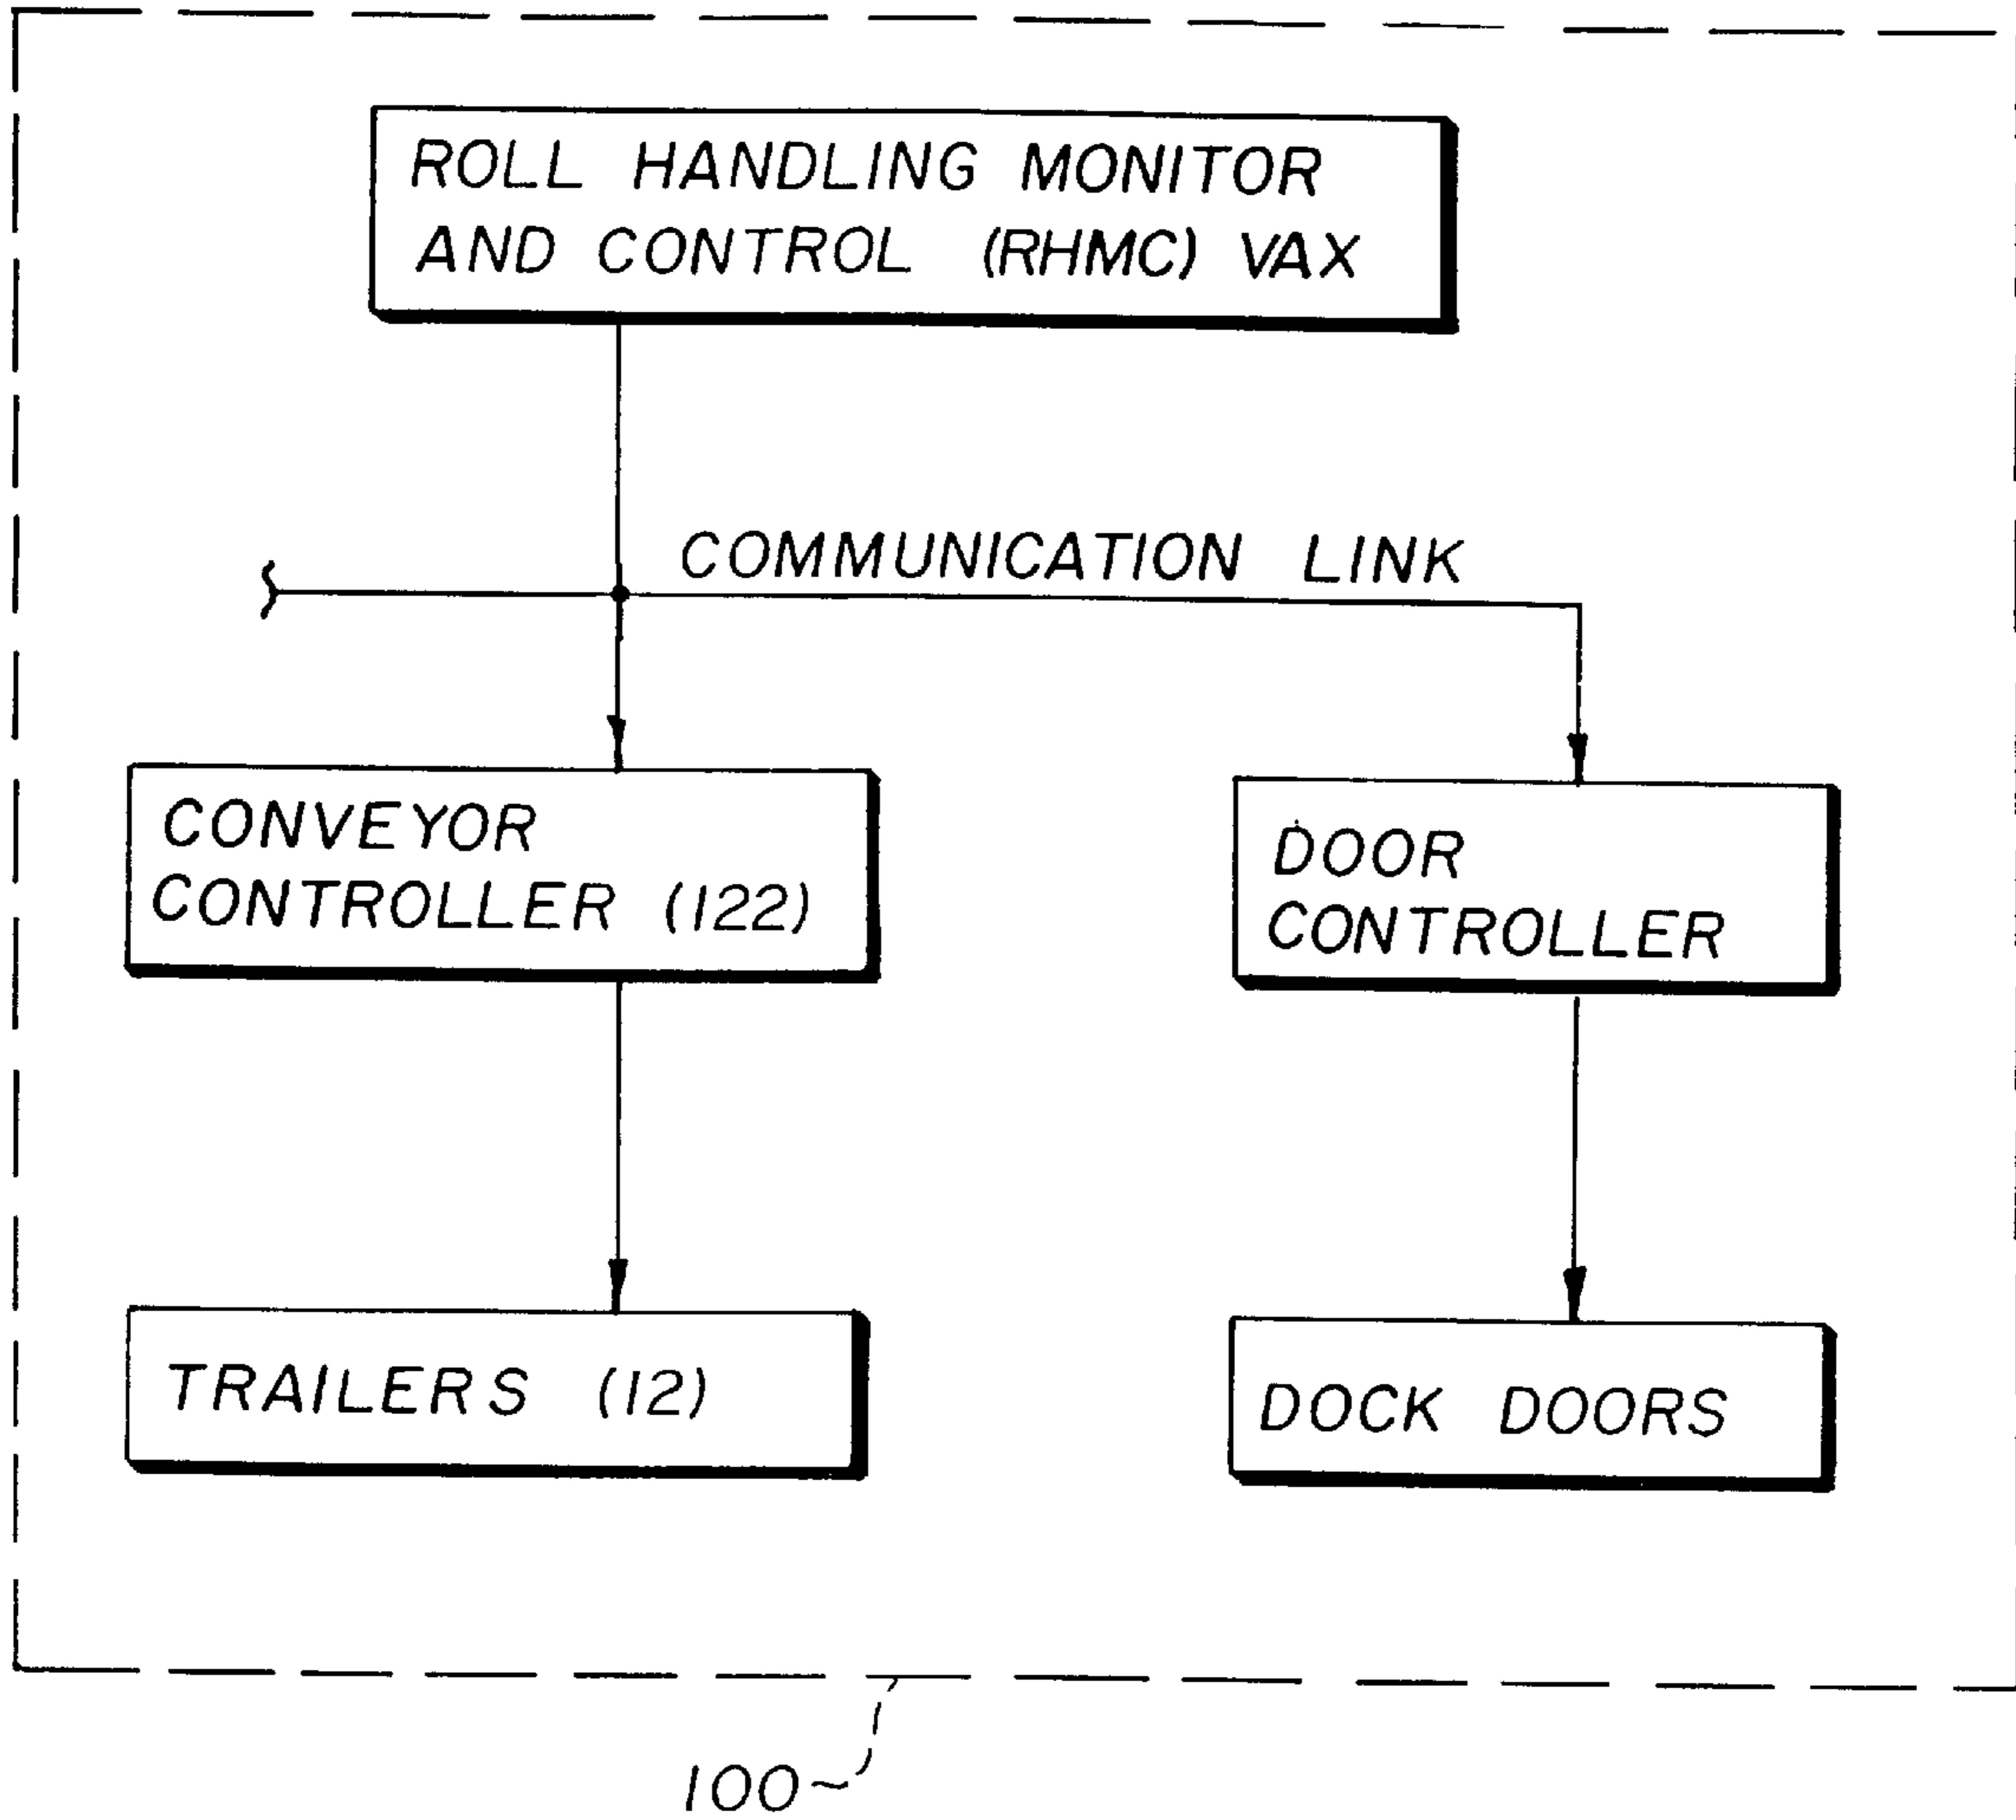 ROLL HANDLING MONITOR
AND CONTROL (RHMC) VAX
COMMUNICATION LINK
CONVEYOR
CONTROLLER (122)
DOOR
CONTROLLER
TRAILERS (12)
DOCK DOORS
100